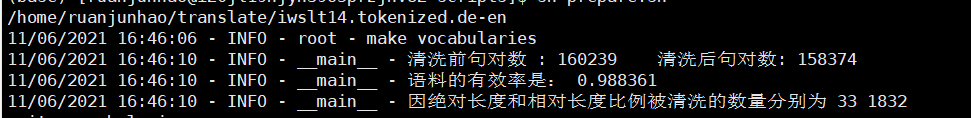 /home/ruanjunhao/translate/iwslt14.tokenized.de-en
11/06/2021 16:46:06 - INFO - root - make vocabularies
11/06/2021 16:46:10 - INFO - __main__ - 清洗前句对数 : 160239    清洗后句对数: 158374
11/06/2021 16:46:10 - INFO - __main__ - 语料的有效率是: 0.988361
11/06/2021 16:46:10 - INFO - __main__ - 因绝对长度和相对长度比例被清洗的数量分别为 33 1832